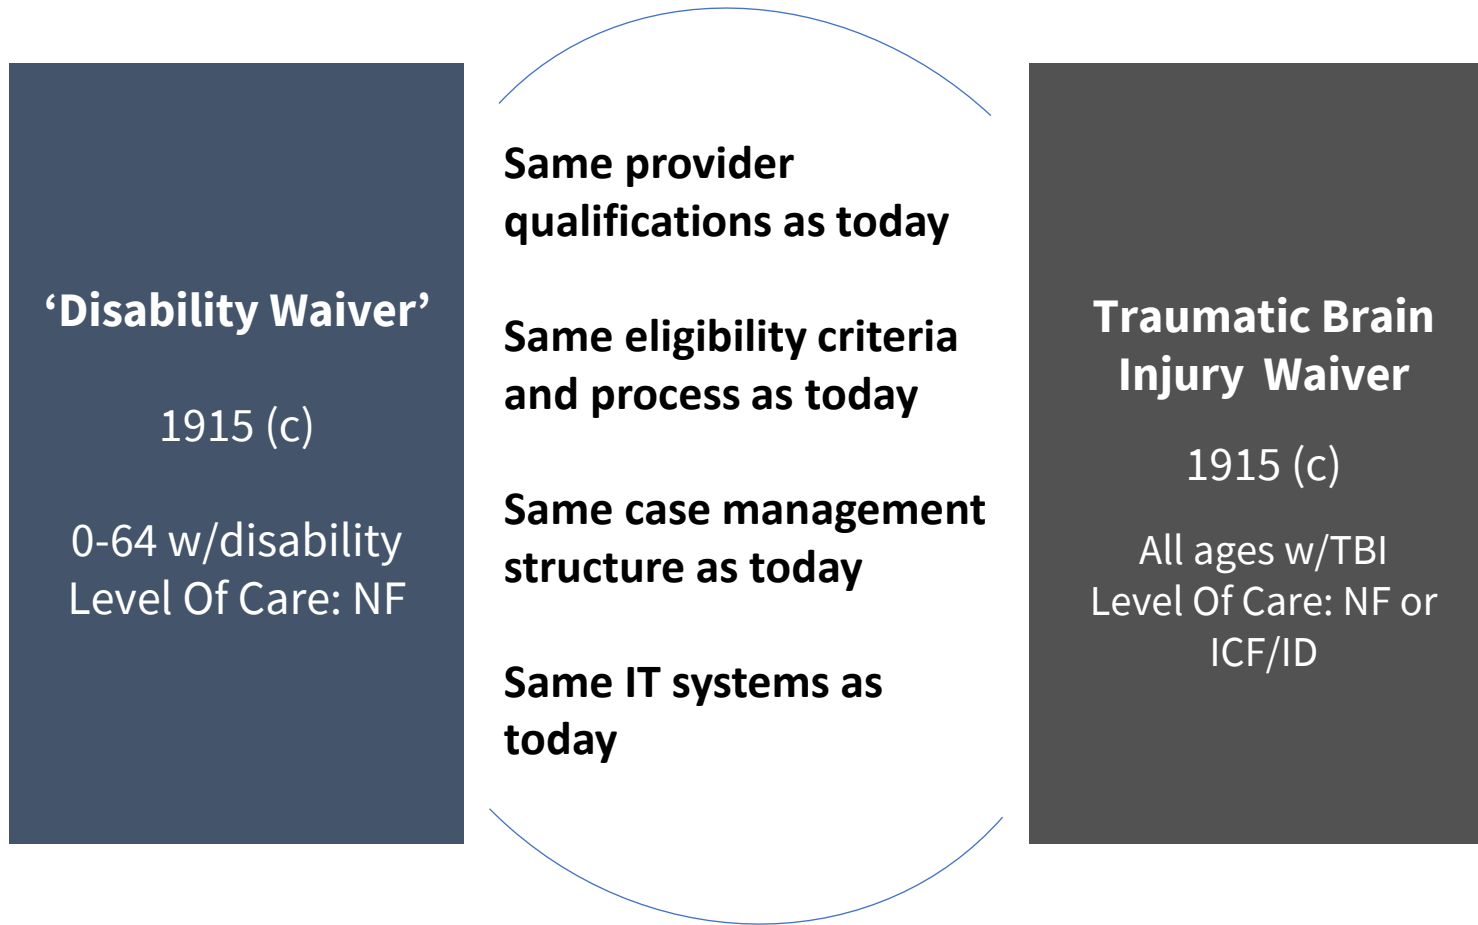 ‘Disability Waiver’
1915 (c)
0-64 w/disability
Level Of Care: NF
Same provider
qualifications as today
Same eligibility criteria
and process as today
Same case management
structure as today
Same IT systems as
today
Traumatic Brain
Injury  Waiver
1915 (c)
All ages w/TBI
Level Of Care: NF or
ICF/ID